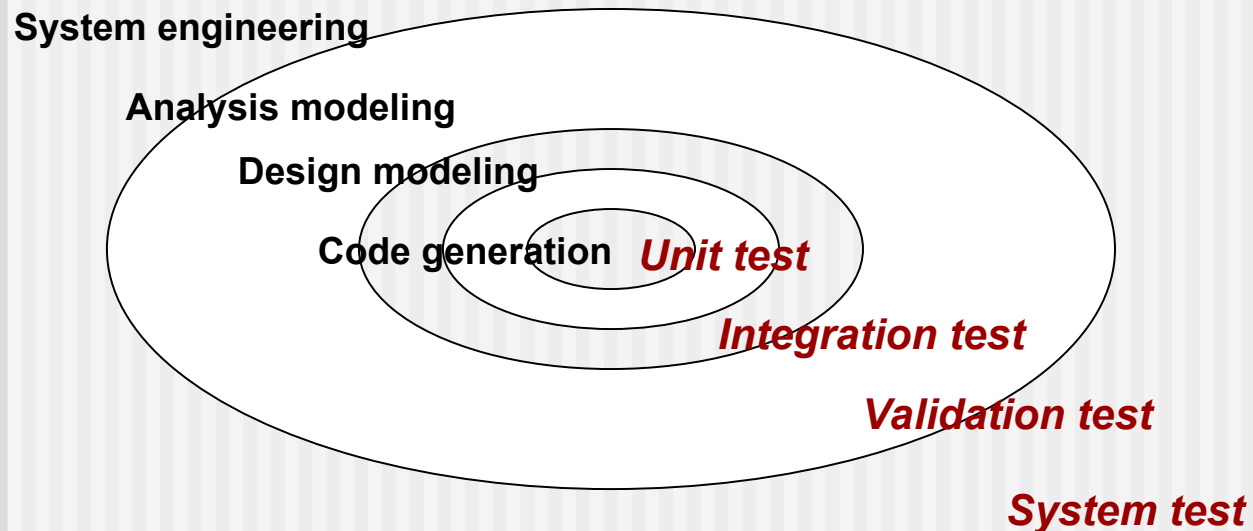 System engineering
Analysis modeling
Design modeling
Code generation
Unit test
Integration test
Validation test
System test